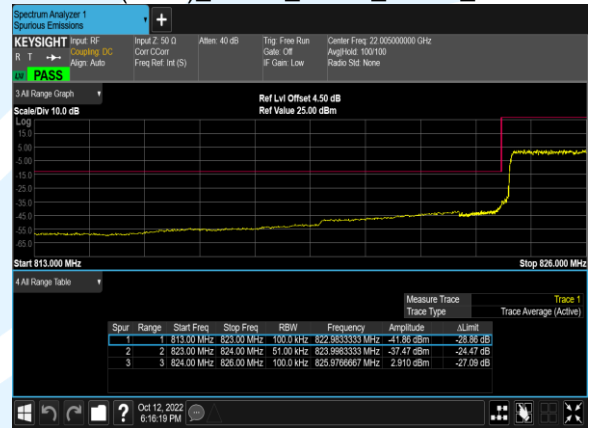 Spectrum Analyzer 1
Spurious Emissions
KEYSIGHT Input: RF Input Z: 50 Ω Atten: 40 dB Trig: Free Run Center Freq: 22.005000000 GHz
R T Coupling: DC Corr CCorr Gate: Off Avg|Hold: 100/100
Align: Auto Freq Ref: Int (S) IF Gain: Low Radio Std: None
PASS
3 All Range Graph
Ref Lvl Offset 4.50 dB
Scale/Div 10.0 dB Ref Value 25.00 dBm
Log
15.0
5.00
-5.00
-15.0
-25.0
-35.0
-45.0
-55.0
-65.0
Start 813.000 MHz Stop 826.000 MHz
4 All Range Table
Measure Trace Trace 1
Trace Type Trace Average (Active)
Spur Range Start Freq Stop Freq RBW Frequency Amplitude ΔLimit
1 1 813.00 MHz 823.00 MHz 100.0 kHz 822.9833333 MHz -41.86 dBm -28.86 dB
2 2 823.00 MHz 824.00 MHz 51.00 kHz 823.9983333 MHz -37.47 dBm -24.47 dB
3 3 824.00 MHz 826.00 MHz 100.0 kHz 825.9766667 MHz 2.910 dBm -27.09 dB
? Oct 12, 2022
6:16:19 PM